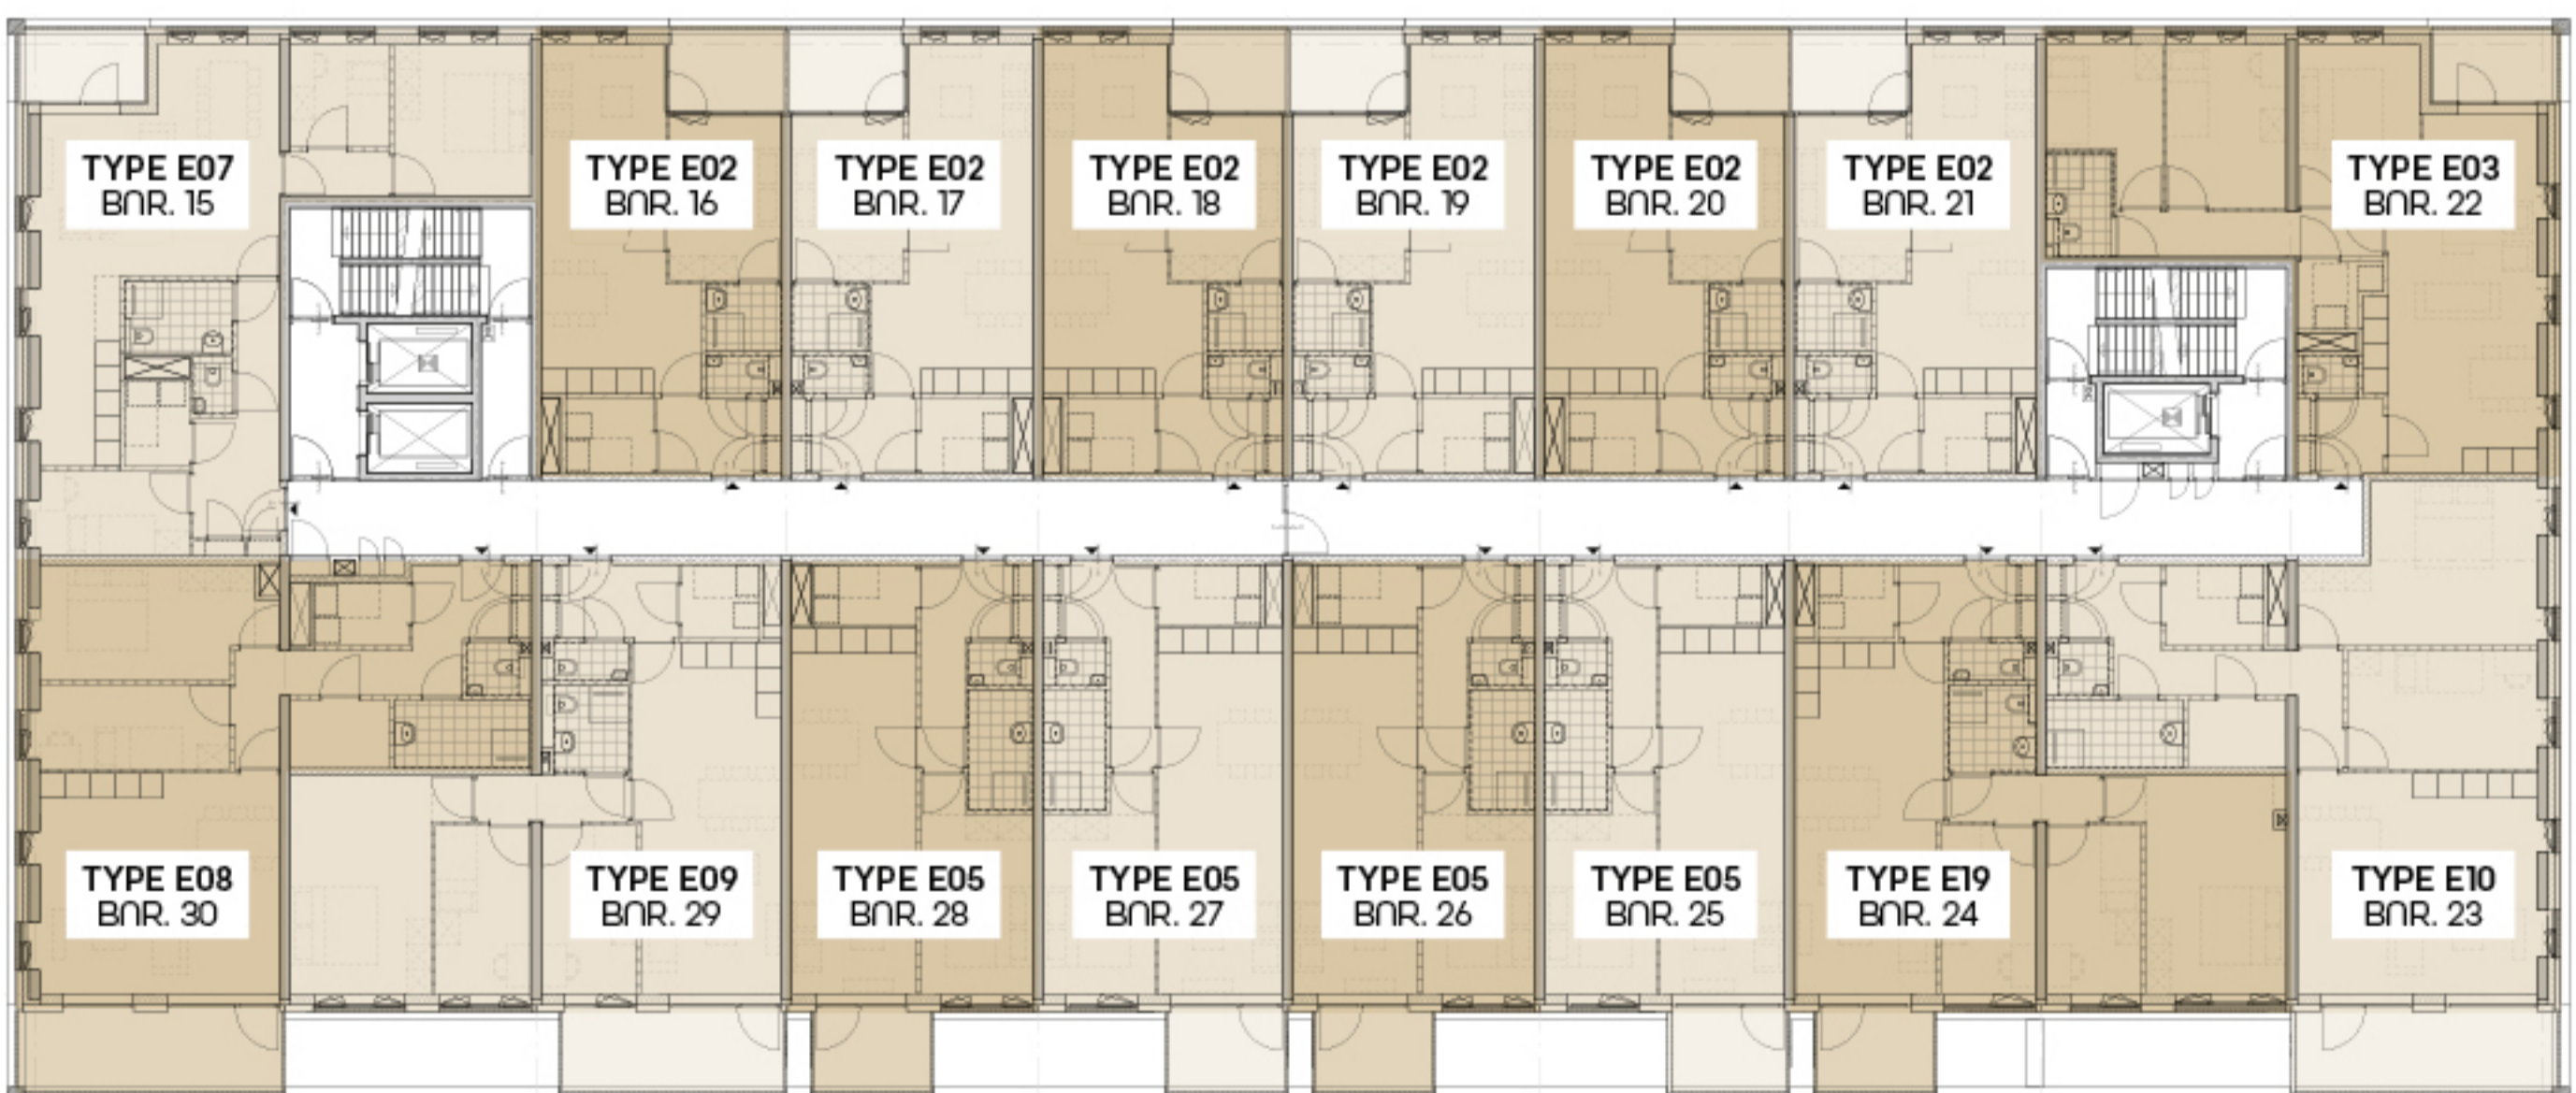 TYPE E07
BNR. 15
TYPE E02
BNR. 16
TYPE E02
BNR. 17
TYPE E02
BNR. 18
TYPE E02
BNR. 19
TYPE E02
BNR. 20
TYPE E02
BNR. 21
TYPE E03
BNR. 22
TYPE E08
BNR. 30
TYPE E09
BNR. 29
TYPE E05
BNR. 28
TYPE E05
BNR. 27
TYPE E05
BNR. 26
TYPE E05
BNR. 25
TYPE E19
BNR. 24
TYPE E10
BNR. 23